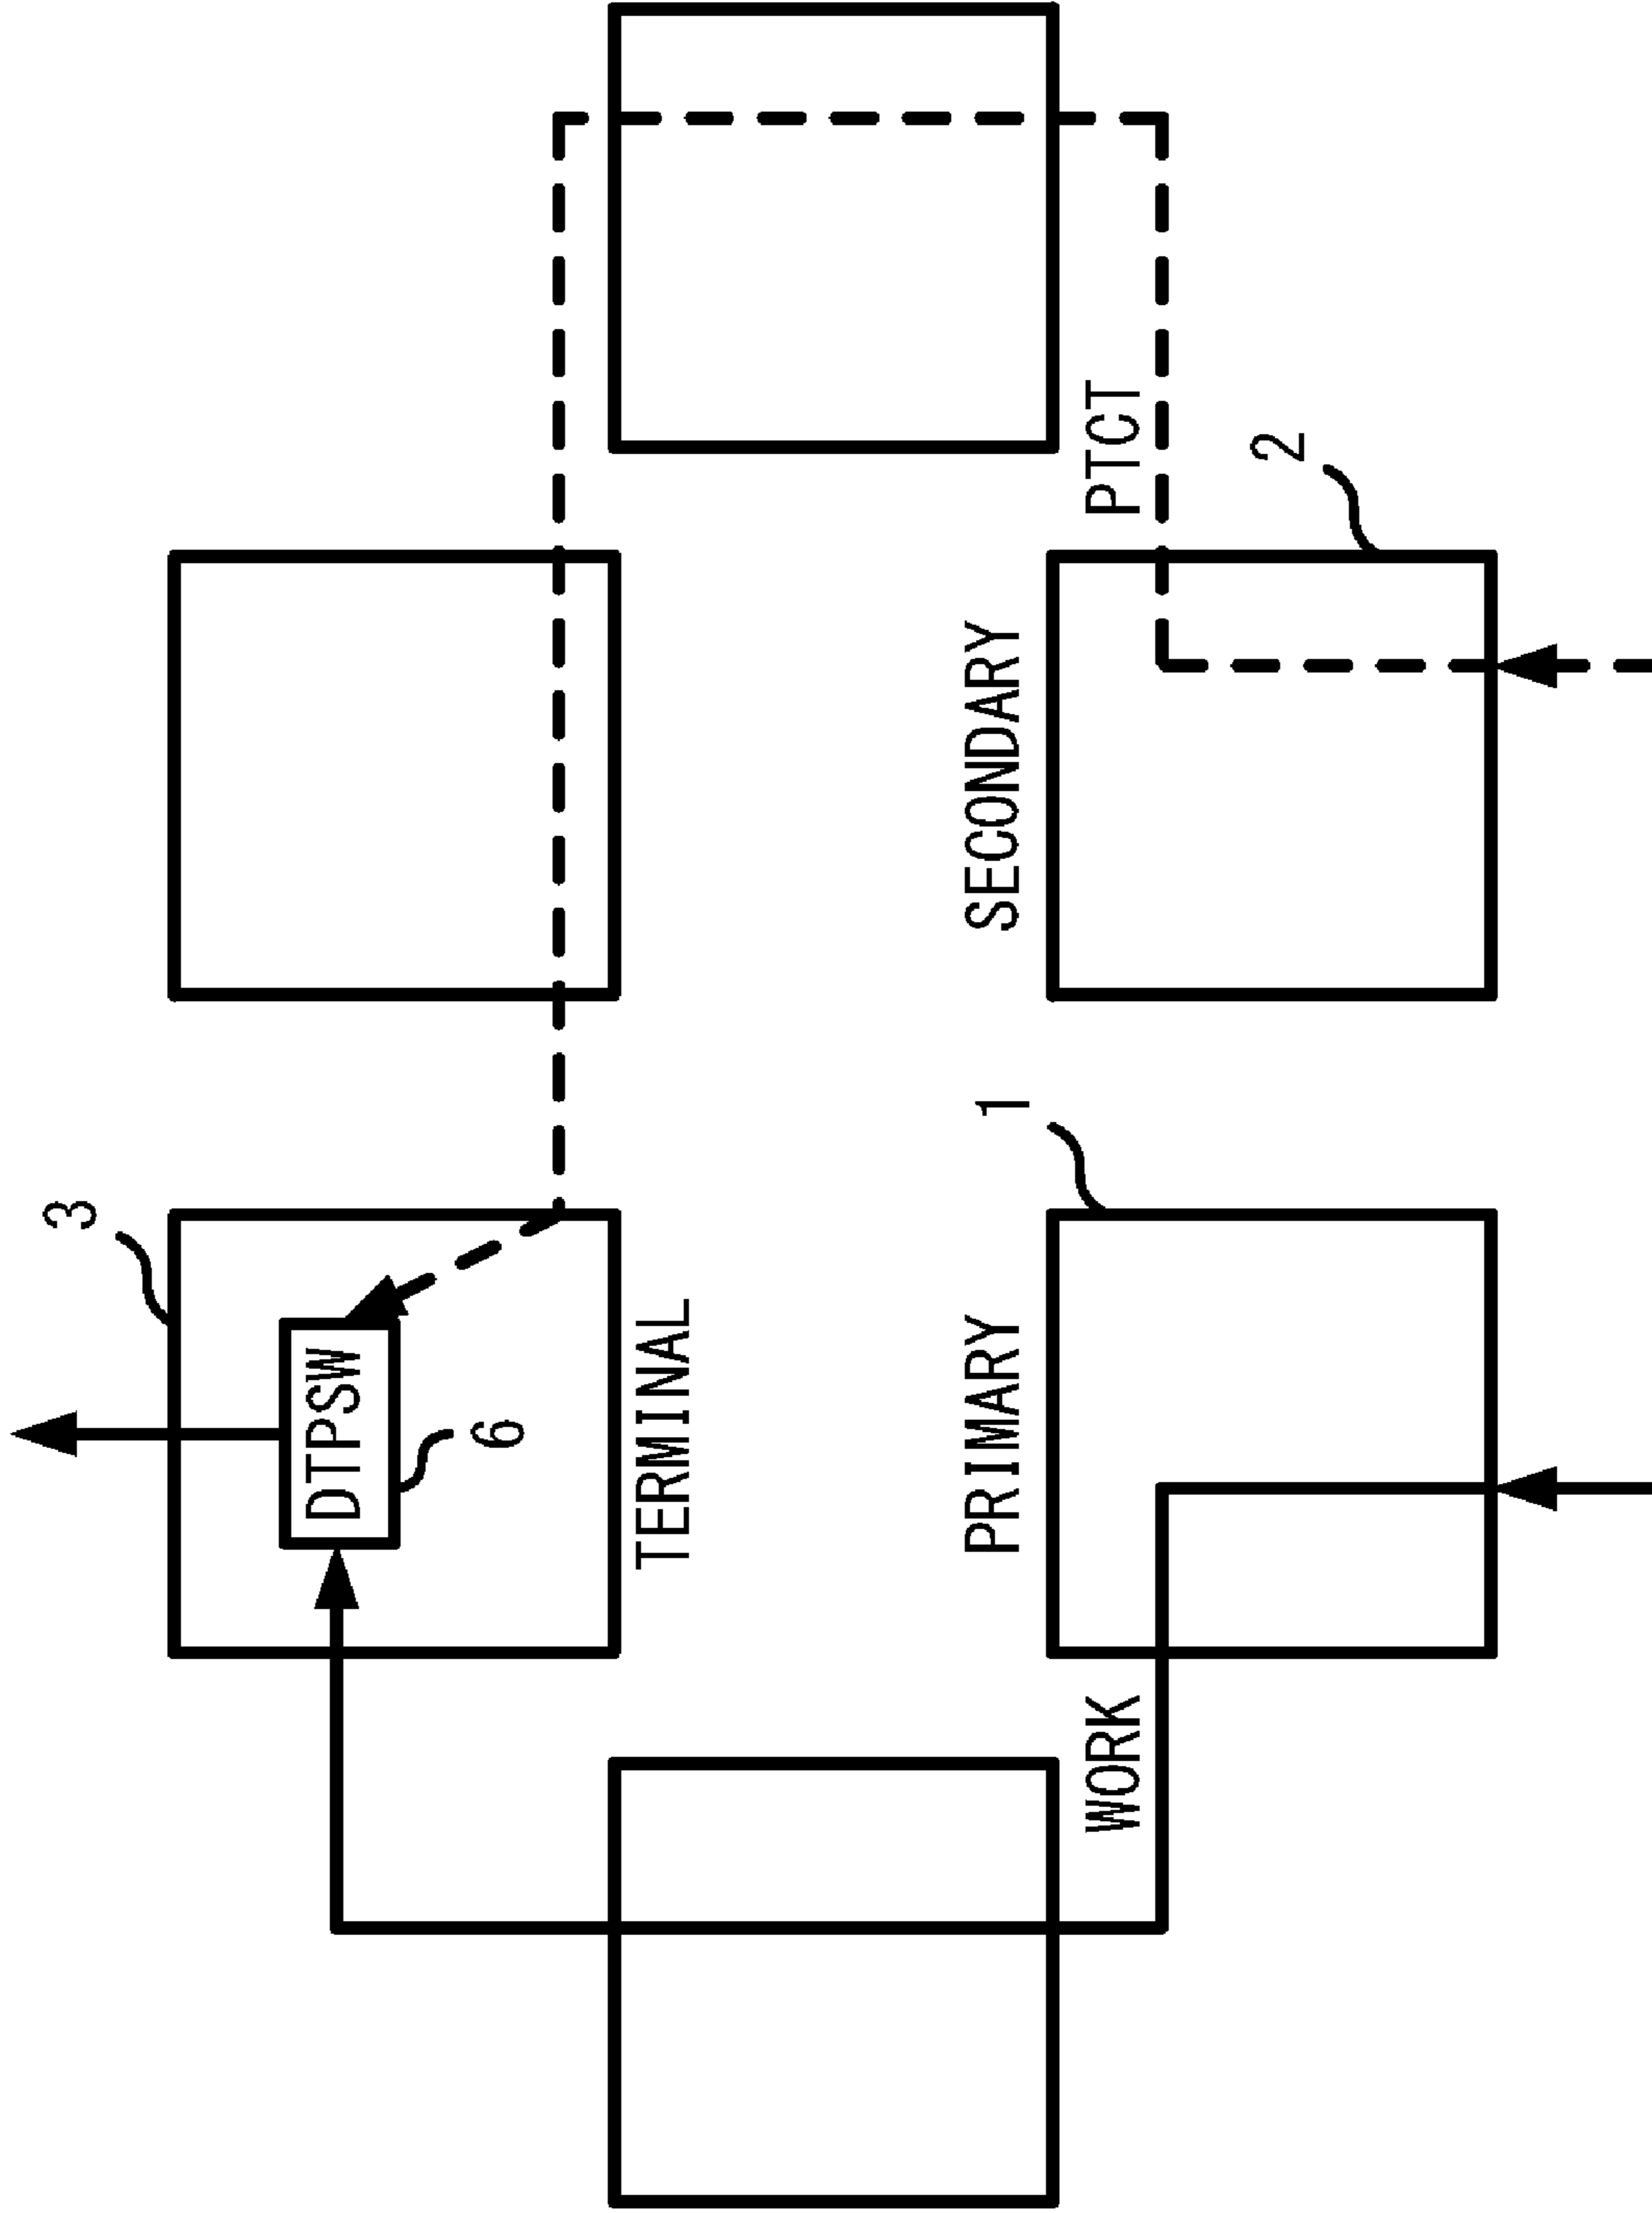 3
DTPSW
6
TERMINAL
1
PRIMARY
WORK
SECONDARY
2
PTCT